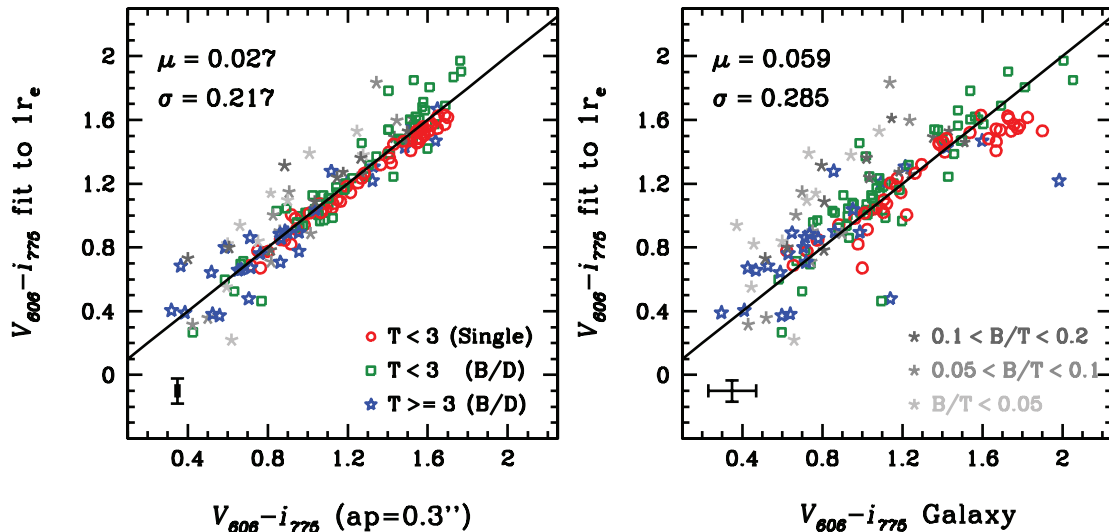 μ = 0.027
σ = 0.217
V606−i775 fit to 1re
2
1.6
1.2
0.8
0.4
0
T < 3 (Single)
T < 3 (B/D)
T >= 3 (B/D)
0.4 0.8 1.2 1.6 2
V606−i775 (ap=0.3'')
μ = 0.059
σ = 0.285
V606−i775 fit to 1re
2
1.6
1.2
0.8
0.4
0
0.1 < B/T < 0.2
0.05 < B/T < 0.1
B/T < 0.05
0.4 0.8 1.2 1.6 2
V606−i775 Galaxy